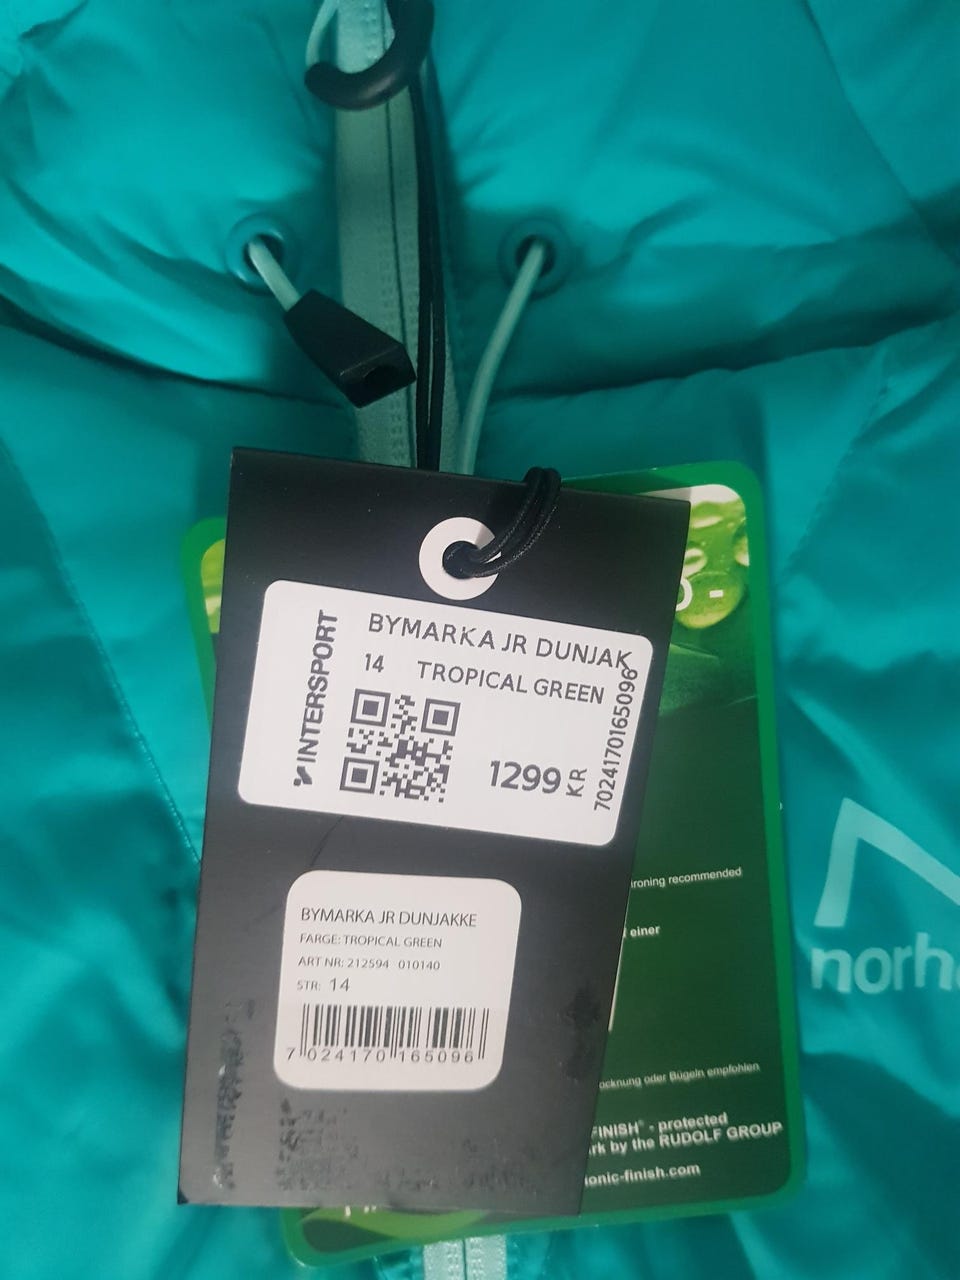 BYMARKA JR DUNJAK
14 TROPICAL GREEN
INTERSPORT
1299 KR
7024170165096
BYMARKA JR DUNJAKKE
FARGE: TROPICAL GREEN
ART NR: 212594 010140
STR: 14
7 024170 165096
ironing recommended
einer
ocknung oder Bügeln empfohlen
FINISH® - protected
rk by the RUDOLF GROUP
ionic-finish.com
norh